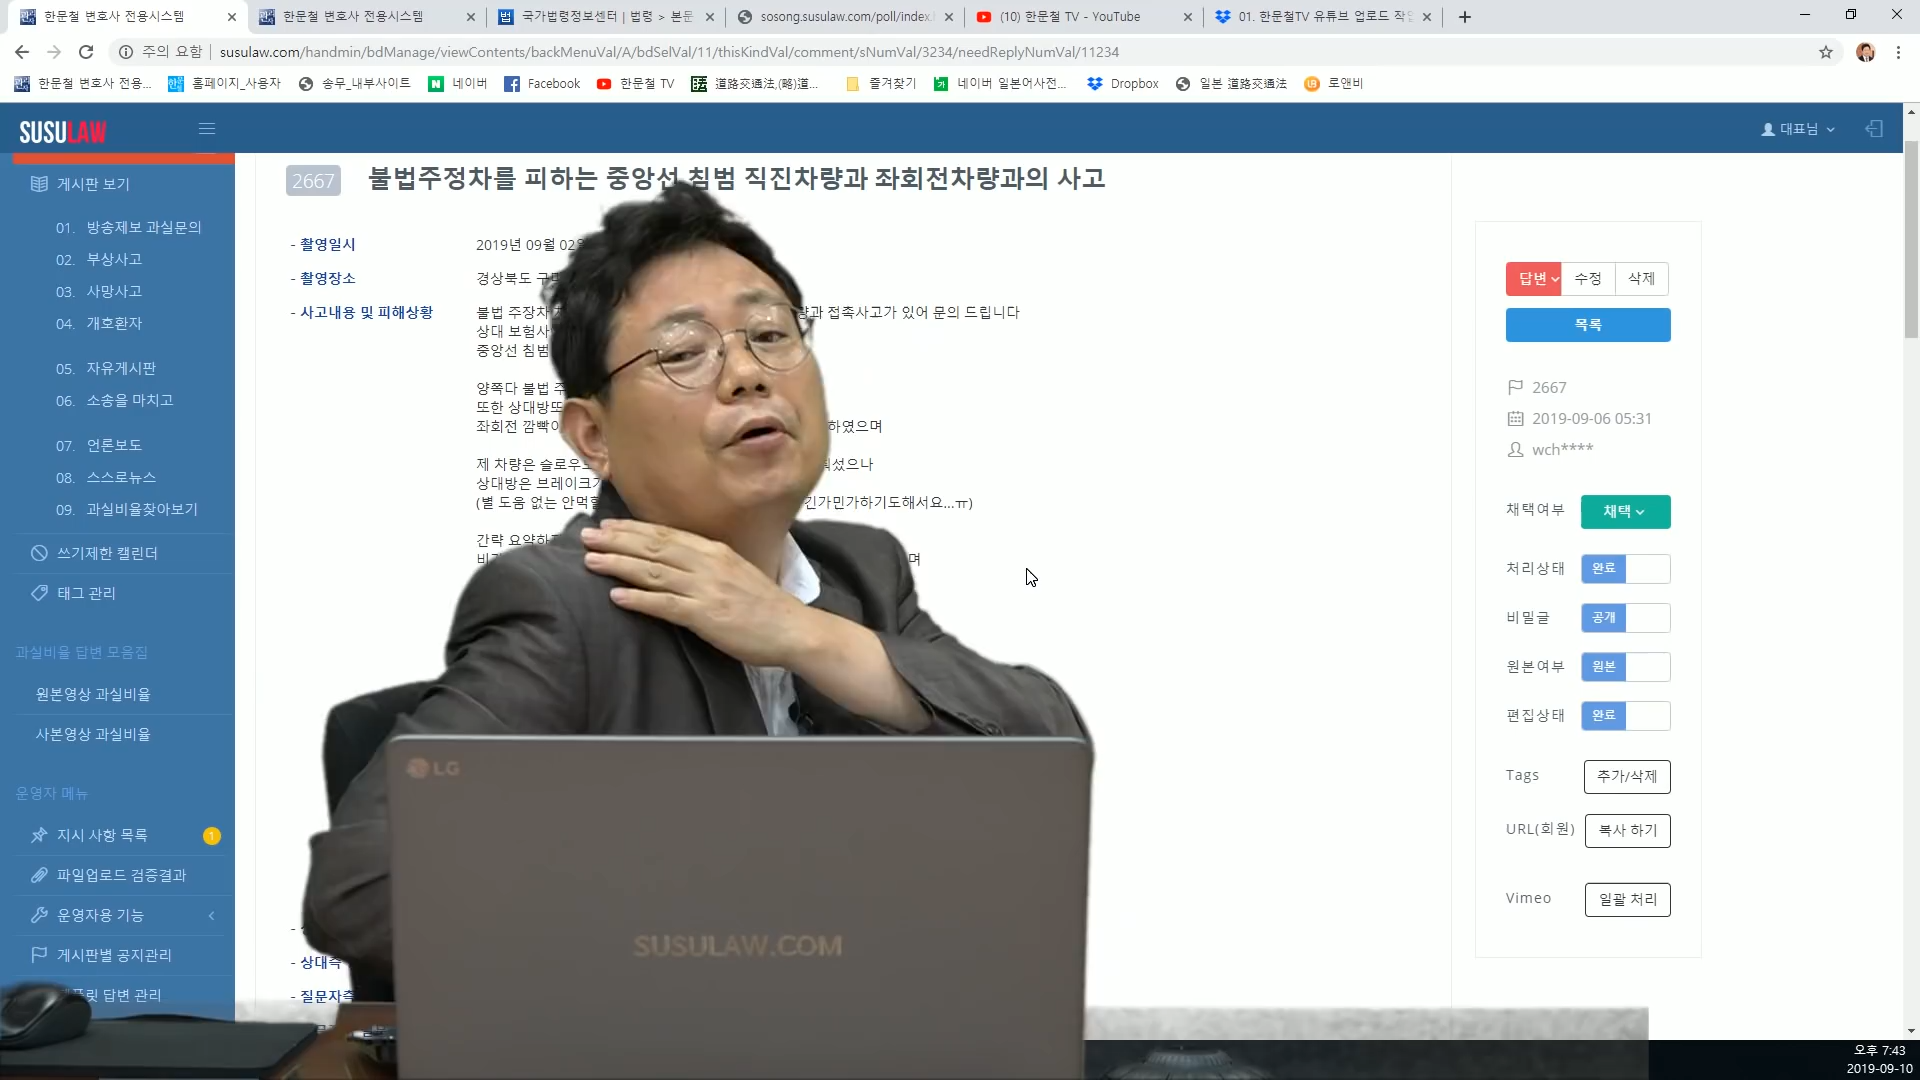 한문철 변호사 전용시스템
한문철 변호사 전용시스템
국가법령정보센터 | 법령 > 본문
sosong.susulaw.com/poll/index.
(10) 한문철 TV - YouTube
01. 한문철TV 유튜브 업로드 작
주의 요함
susulaw.com/handmin/bdManage/viewContents/backMenuVal/A/bdSelVal/11/thisKindVal/comment/sNumVal/3234/needReplyNumVal/11234
한문철 변호사 전용...
홈페이지_사용자
송무_내부사이트
네이버
Facebook
한문철 TV
道路交通法,(略)道...
즐겨찾기
네이버 일본어사전...
Dropbox
일본 道路交通法
로앤비
SUSULAW
대표님
게시판 보기
01. 방송제보 과실문의
02. 부상사고
03. 사망사고
04. 개호환자
05. 자유게시판
06. 소송을 마치고
07. 언론보도
08. 스스로뉴스
09. 과실비율찾아보기
쓰기제한 캘린더
태그 관리
과실비율 답변 모음집
원본영상 과실비율
사본영상 과실비율
운영자 메뉴
지시 사항 목록 1
파일업로드 검증결과
운영자용 기능
게시판별 공지관리
답변 관리
2667 불법주정차를 피하는 중앙선 침범 직진차량과 좌회전차량과의 사고
- 촬영일시 2019년 09월
- 촬영장소 경상북도
- 사고내용 및 피해상황 불법 주장차 접촉사고가 있어 문의 드립니다
상대 보험사
중앙선 침범
양쪽다 불법
또한 상대방
좌회전 하였으며
제 차량은
상대방은
(별 도움 없는 긴가민가하기도해서요...ㅠ)
간략
- 상대측
- 질문자측
답변 수정 삭제
목록
2667
2019-09-06 05:31
wch****
채택여부 채택
처리상태 완료
비밀글 공개
원본여부 원본
편집상태 완료
Tags 추가/삭제
URL(회원) 복사 하기
Vimeo 일괄 처리
LG
SUSULAW.COM
오후 7:43
2019-09-10